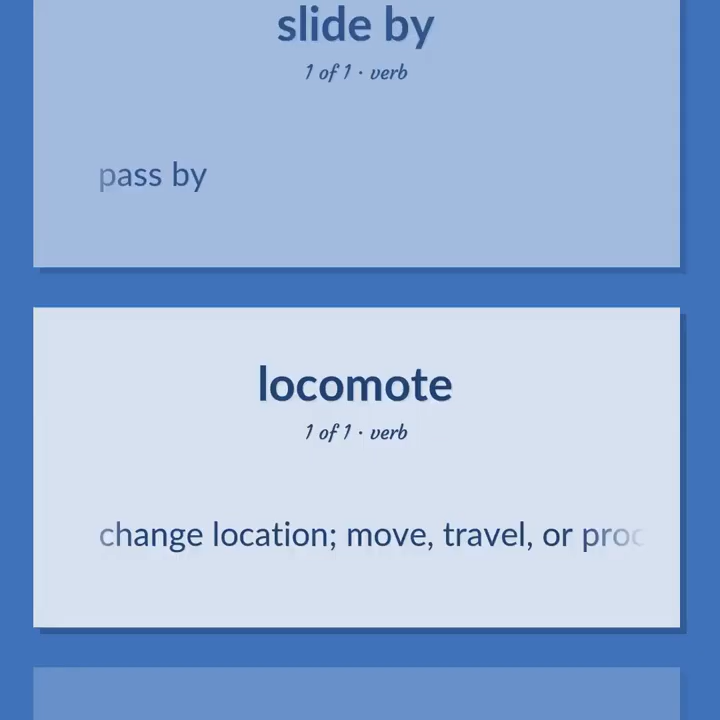 slide by
1 of 1 · verb
pass by
locomote
1 of 1 · verb
change location; move, travel, or